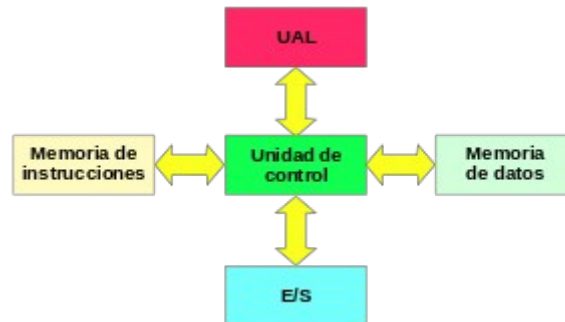 UAL
Memoria de
instrucciones
Unidad de
control
Memoria
de datos
E/S